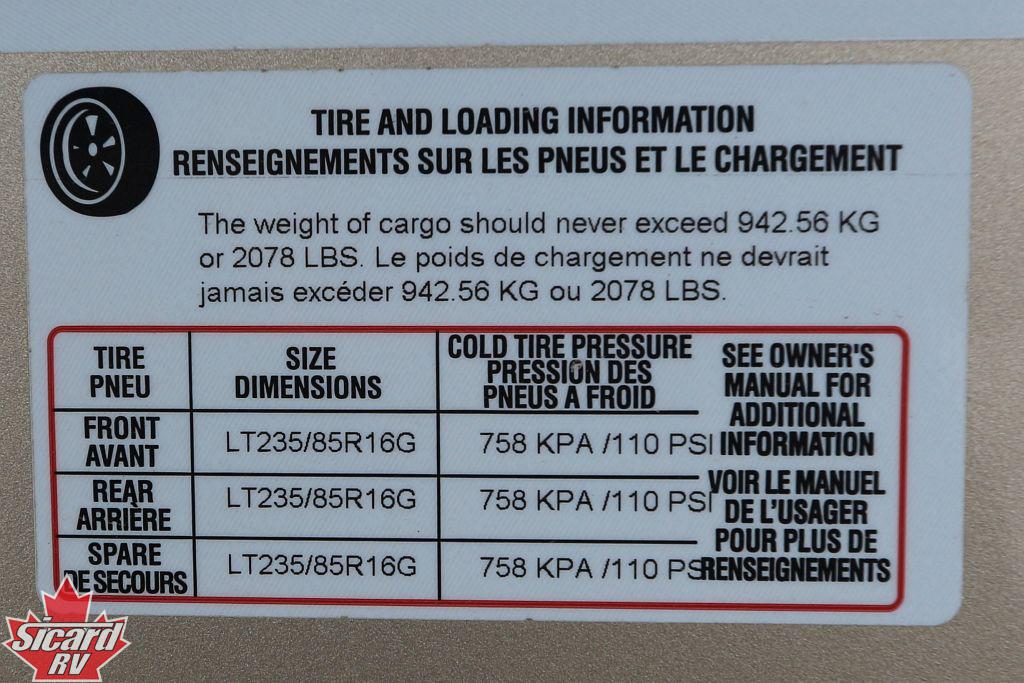 TIRE AND LOADING INFORMATION
RENSEIGNEMENTS SUR LES PNEUS ET LE CHARGEMENT
The weight of cargo should never exceed 942.56 KG
or 2078 LBS. Le poids de chargement ne devrait
jamais excéder 942.56 KG ou 2078 LBS.
TIRE
PNEU
SIZE
DIMENSIONS
COLD TIRE PRESSURE
PRESSION DES
PNEUS A FROID
FRONT
AVANT
LT235/85R16G
758 KPA /110 PSI
REAR
ARRIÈRE
LT235/85R16G
758 KPA /110 PSI
SPARE
DE SECOURS
LT235/85R16G
758 KPA /110 PS
SEE OWNER'S
MANUAL FOR
ADDITIONAL
INFORMATION
VOIR LE MANUEL
DE L'USAGER
POUR PLUS DE
RENSEIGNEMENTS
Sicard
RV